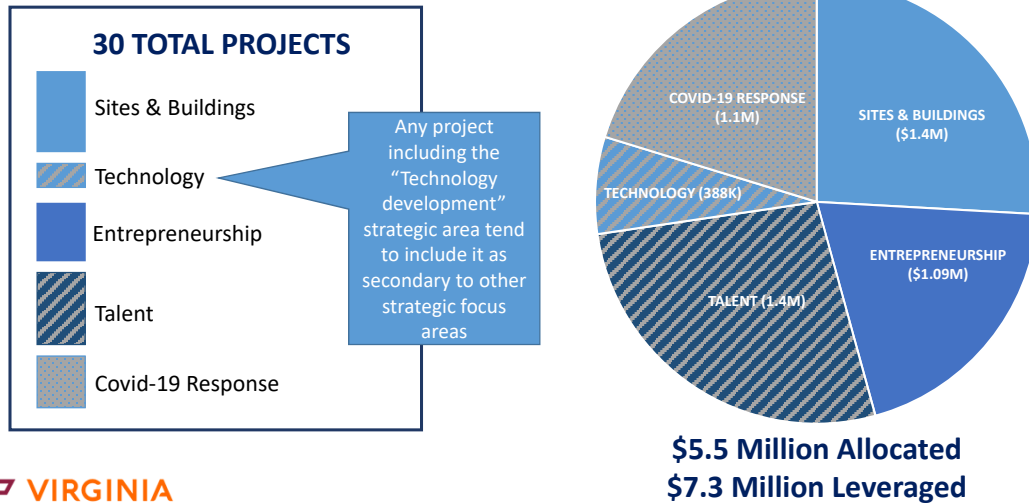 30 TOTAL PROJECTS
Sites & Buildings
Technology
Entrepreneurship
Talent
Covid-19 Response
Any project
including the
“Technology
development”
strategic area tend
to include it as
secondary to other
strategic focus
areas
COVID-19 RESPONSE
(1.1M)
SITES & BUILDINGS
($1.4M)
TECHNOLOGY (388K)
ENTREPRENEURSHIP
($1.09M)
TALENT (1.4M)
$5.5 Million Allocated
$7.3 Million Leveraged
VIRGINIA